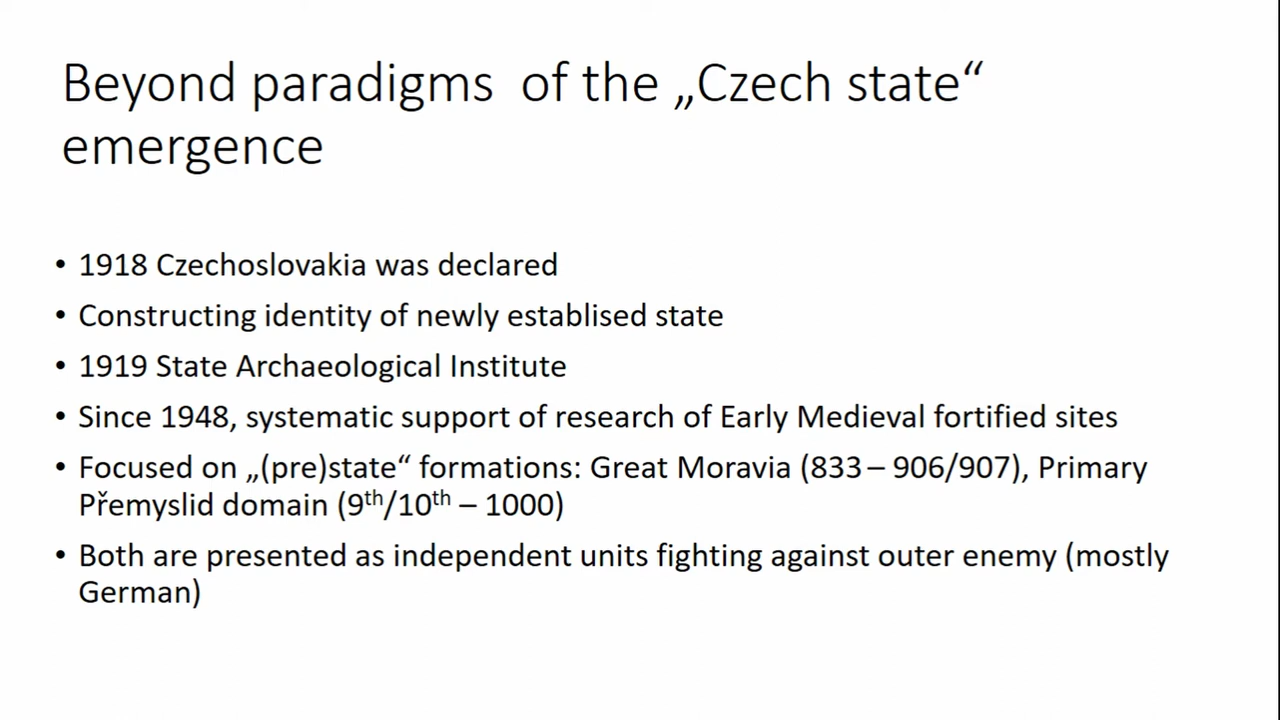 Beyond paradigms  of the „Czech state“
emergence
• 1918 Czechoslovakia was declared
• Constructing identity of newly establised state
• 1919 State Archaeological Institute
• Since 1948, systematic support of research of Early Medieval fortified sites
• Focused on „(pre)state“ formations: Great Moravia (833 – 906/907), Primary
Přemyslid domain (9th/10th – 1000)
• Both are presented as independent units fighting against outer enemy (mostly
German)